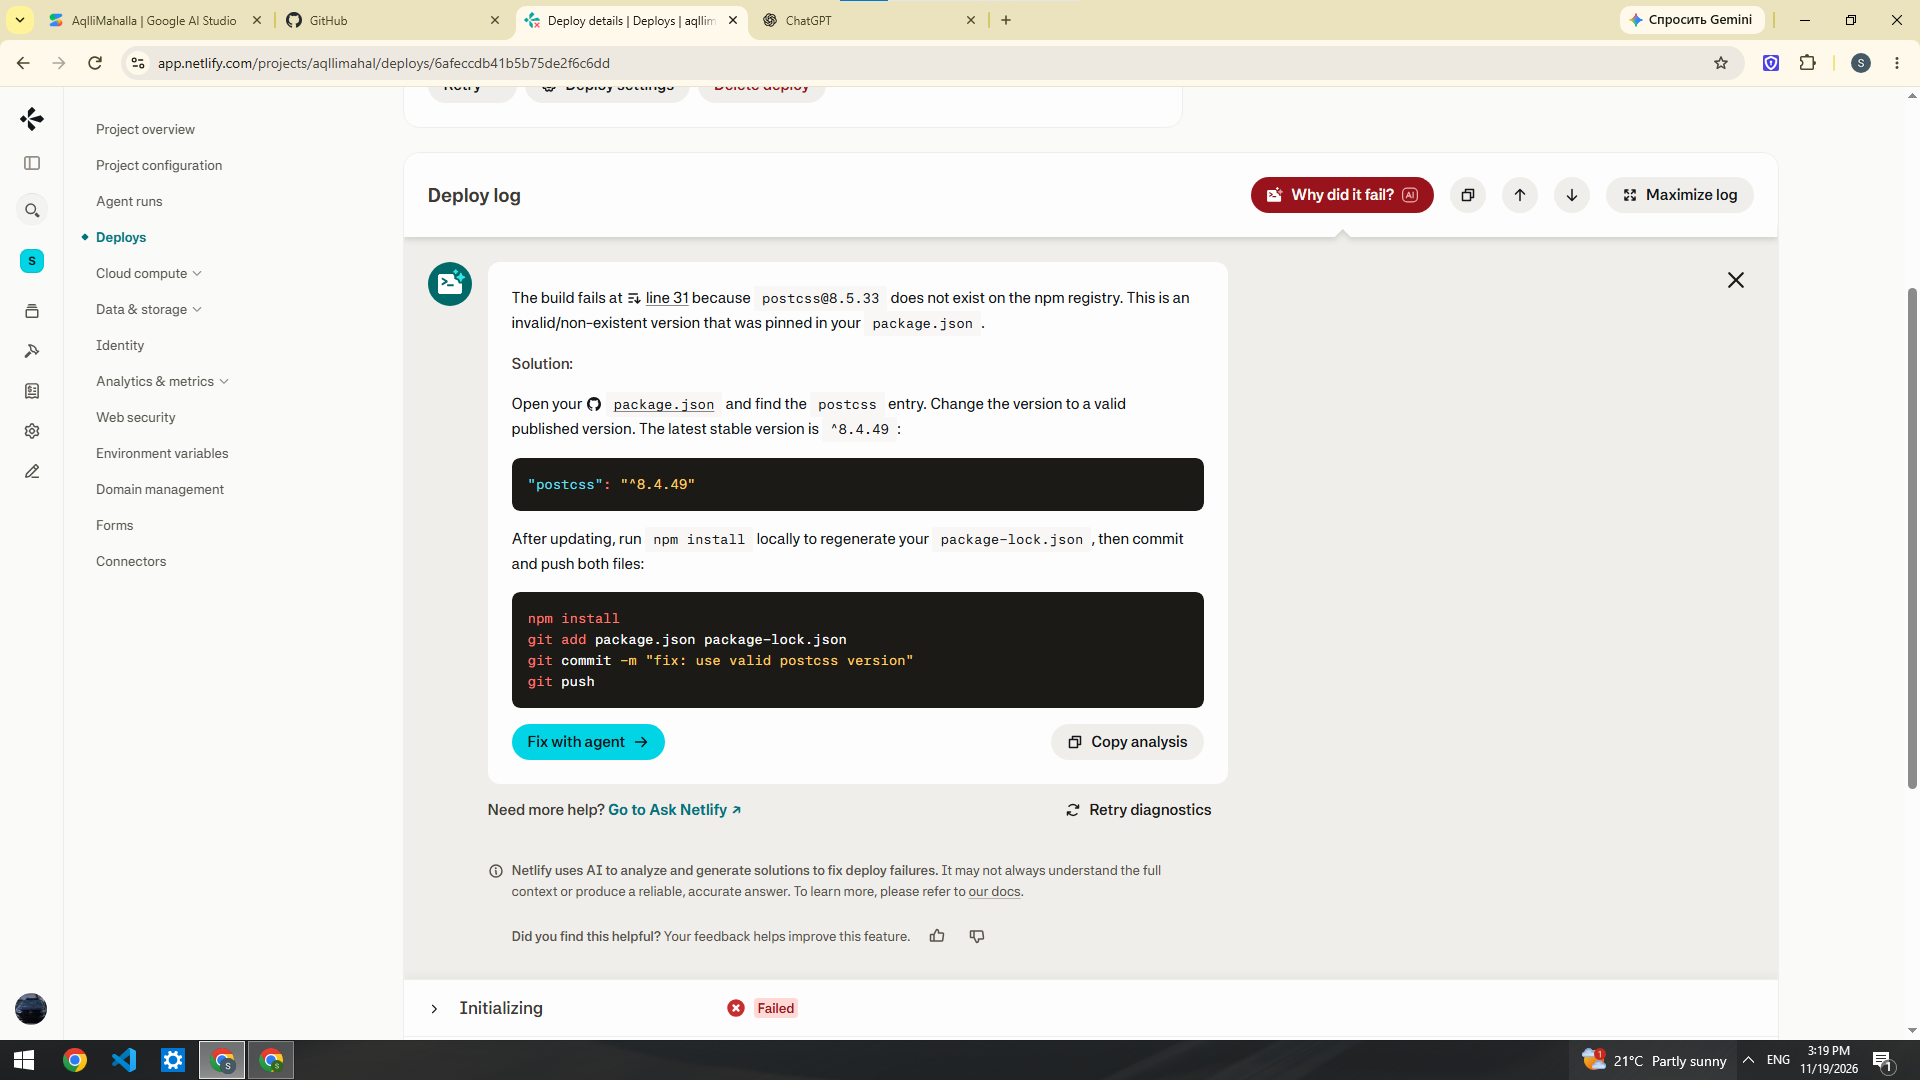 AqlliMahalla | Google AI Studio
GitHub
Deploy details | Deploys | aqllim
ChatGPT
Спросить Gemini
app.netlify.com/projects/aqllimahal/deploys/6afeccdb41b5b75de2f6c6dd
S
Retry
Deploy settings
Delete deploy
Project overview
Project configuration
Agent runs
Deploys
S
Cloud compute
Data & storage
Identity
Analytics & metrics
Web security
Environment variables
Domain management
Forms
Connectors
Deploy log
Why did it fail? AI
Maximize log
The build fails at line 31 because postcss@8.5.33 does not exist on the npm registry. This is an
invalid/non-existent version that was pinned in your package.json .
Solution:
Open your package.json and find the postcss entry. Change the version to a valid
published version. The latest stable version is ^8.4.49 :
"postcss": "^8.4.49"
After updating, run npm install locally to regenerate your package-lock.json , then commit
and push both files:
npm install
git add package.json package-lock.json
git commit -m "fix: use valid postcss version"
git push
Fix with agent
Copy analysis
Need more help? Go to Ask Netlify
Retry diagnostics
Netlify uses AI to analyze and generate solutions to fix deploy failures. It may not always understand the full
context or produce a reliable, accurate answer. To learn more, please refer to our docs.
Did you find this helpful? Your feedback helps improve this feature.
Initializing
Failed
S
1
21°C Partly sunny
ENG
3:19 PM
11/19/2026
1